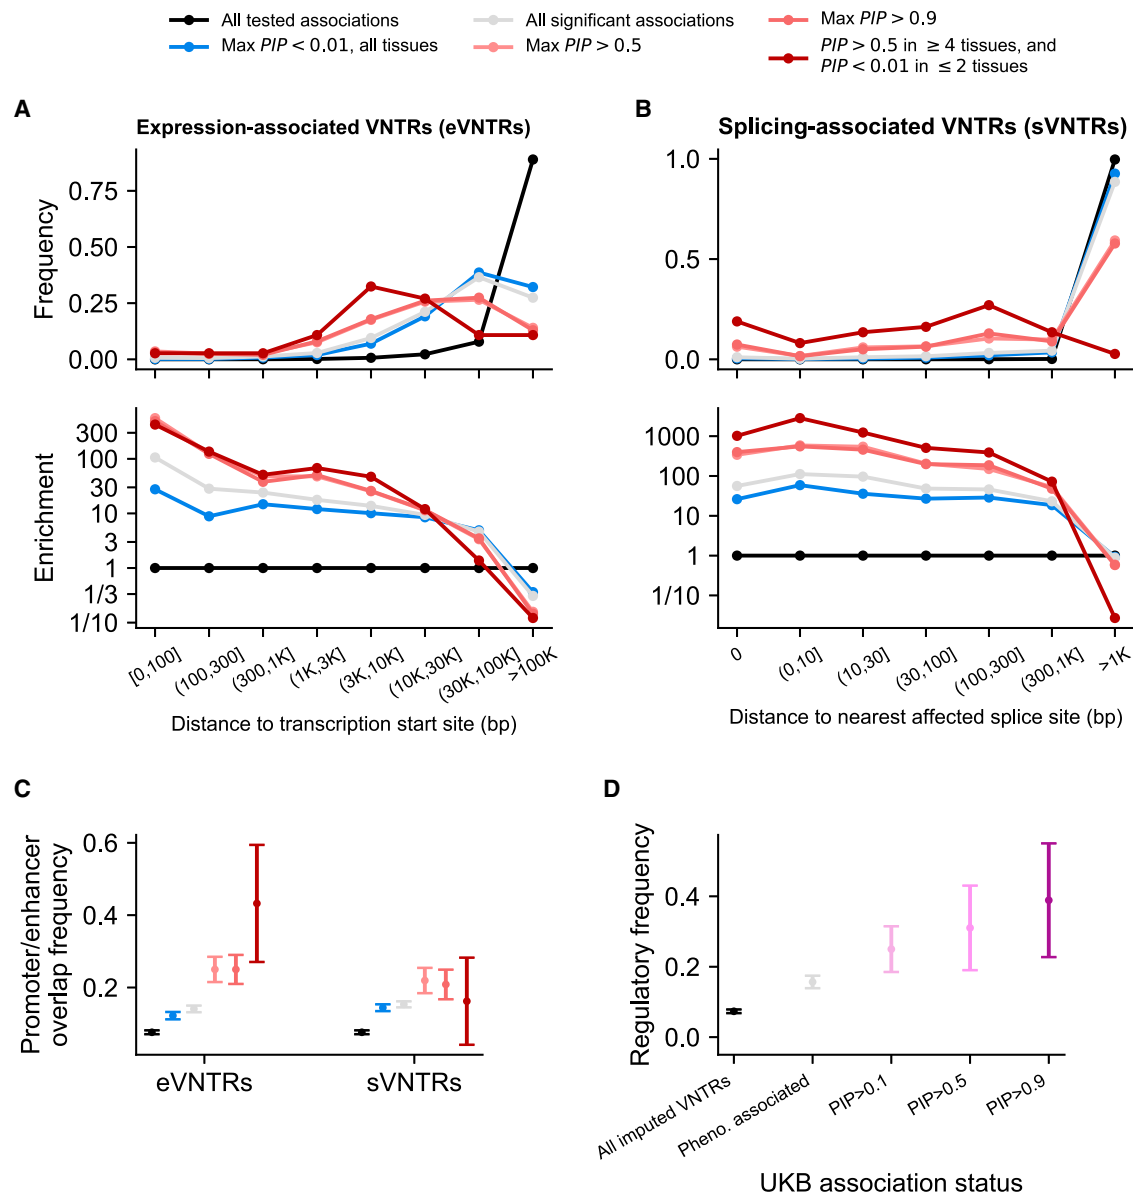 All tested associations
Max PIP < 0.01, all tissues
All significant associations
Max PIP > 0.5
Max PIP > 0.9
PIP > 0.5 in ≥ 4 tissues, and
PIP < 0.01 in ≤ 2 tissues
A
Expression-associated VNTRs (eVNTRs)
Frequency
0.75
0.50
0.25
0.00
Enrichment
300
100
30
10
3
1
1/3
1/10
[0,100]
(100,300]
(300,1K]
(1K,3K]
(3K,10K]
(10K,30K]
(30K,100K]
>100K
Distance to transcription start site (bp)
B
Splicing-associated VNTRs (sVNTRs)
1.0
0.5
0.0
1000
100
10
1
1/10
0
(0,10]
(10,30]
(30,100]
(100,300]
(300,1K]
>1K
Distance to nearest affected splice site (bp)
C
Promoter/enhancer
overlap frequency
0.6
0.4
0.2
eVNTRs
sVNTRs
D
Regulatory frequency
0.4
0.2
0.0
All imputed VNTRs
Pheno. associated
PIP>0.1
PIP>0.5
PIP>0.9
UKB association status